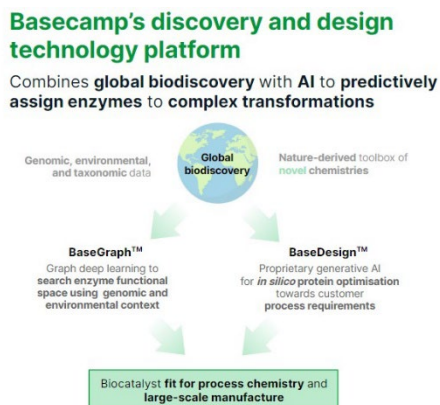 Basecamp's discovery and design
technology platform
Combines global biodiscovery with AI to predictively
assign enzymes to complex transformations
Genomic, environmental,
and taxonomic data
Global
biodiscovery
Nature-derived toolbox of
novel chemistries
BaseGraph™
Graph deep learning to
search enzyme functional
space using genomic and
environmental context
BaseDesign™
Proprietary generative AI
for in silico protein optimisation
towards customer
process requirements
Biocatalyst fit for process chemistry and
large-scale manufacture